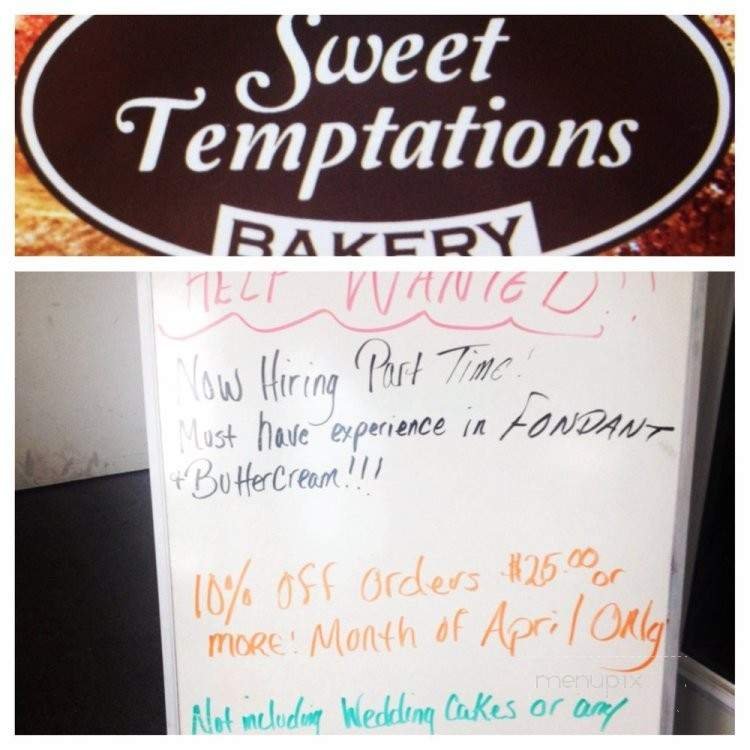 Sweet
Temptations
BAKERY
HELP WANTED!!
Now Hiring Part Time!
Must have experience in FONDANT
+ ButterCream!!!
10% Off orders $25.00 or
more! Month of April Only
menupix
Not including Wedding Cakes or any